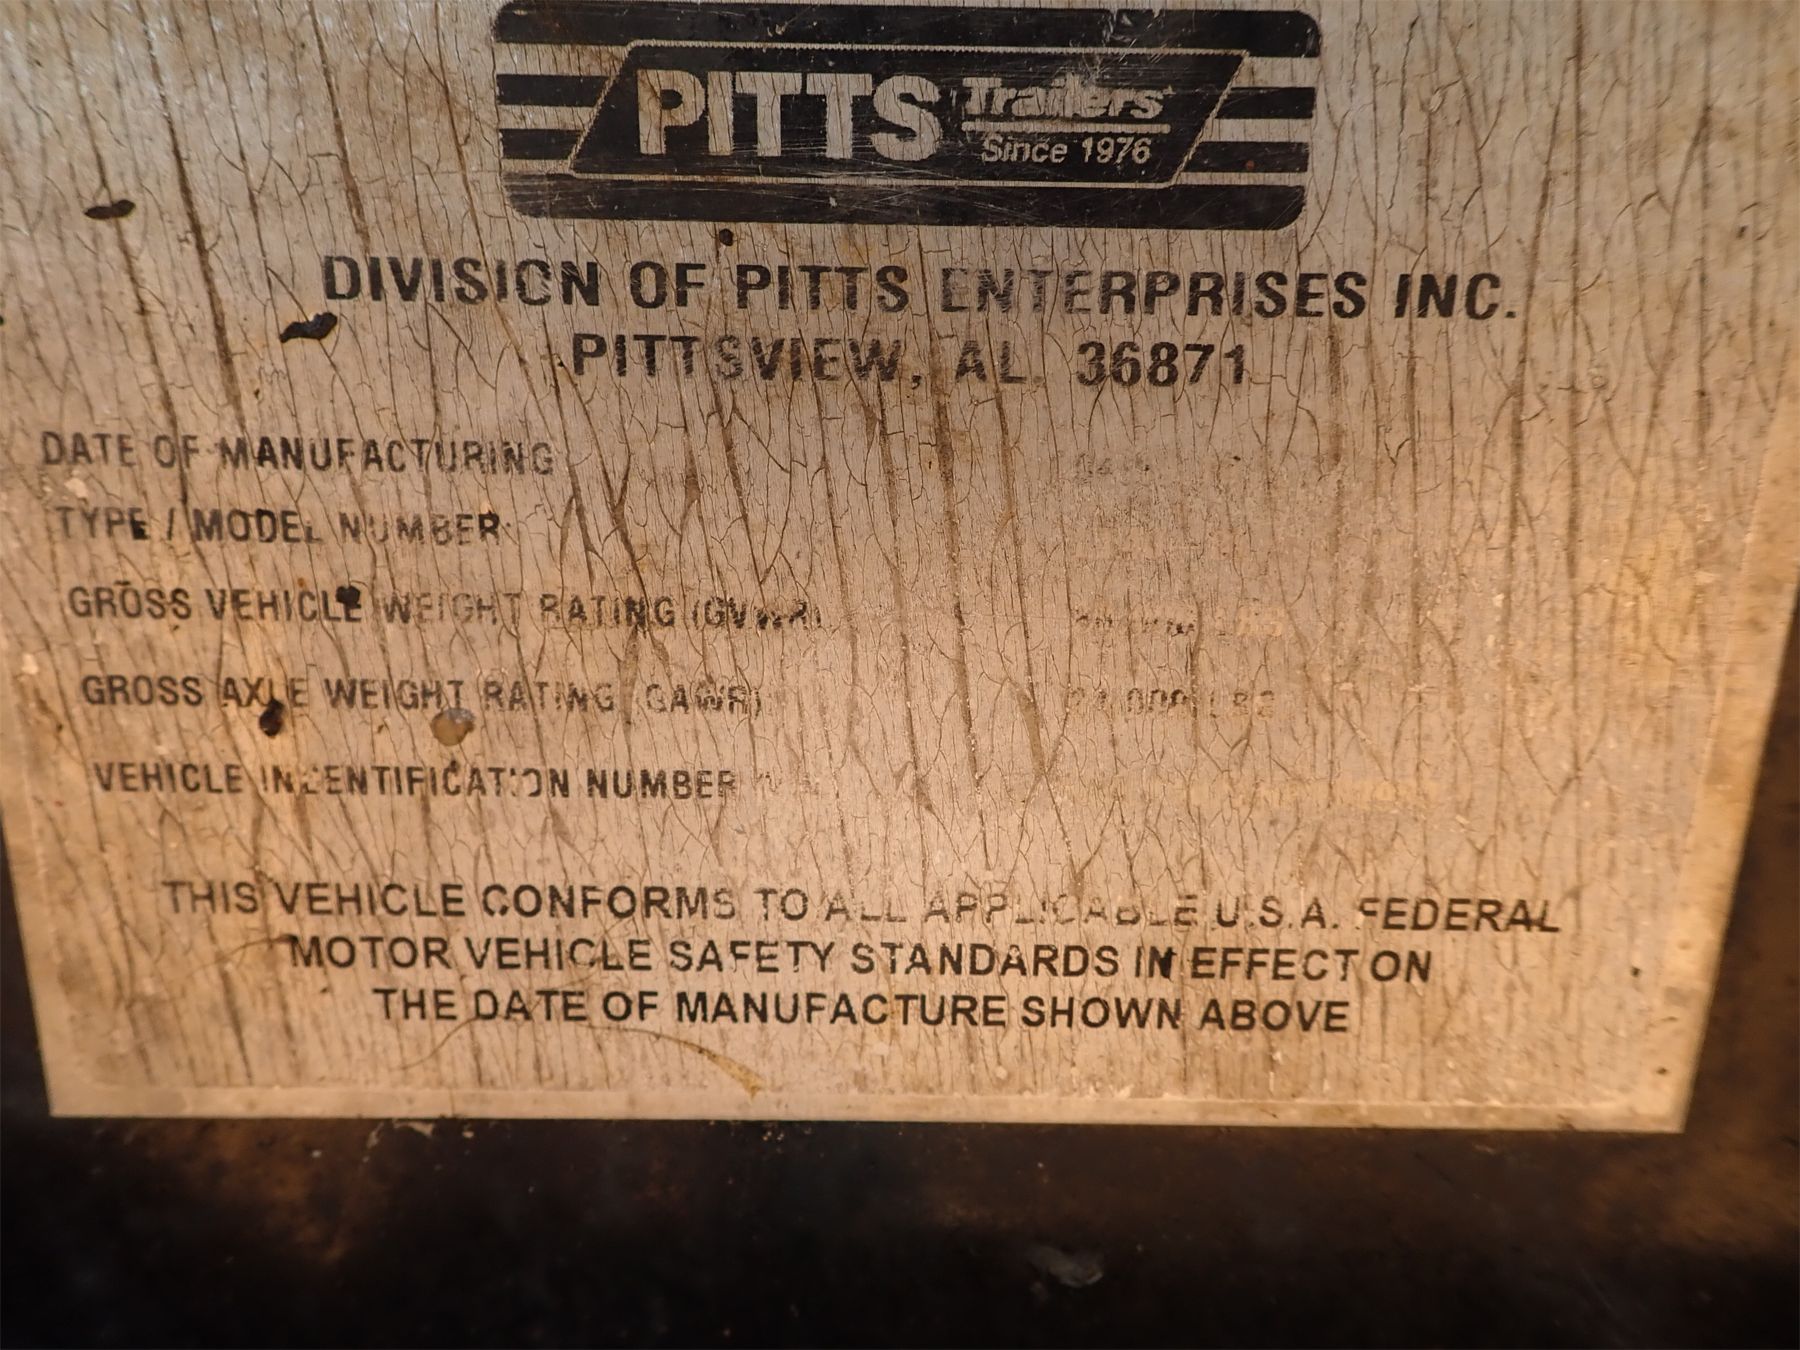 PITTS Trailers
Since 1976
DIVISION OF PITTS ENTERPRISES INC.
PITTSVIEW, AL 36871
DATE OF MANUFACTURING
TYPE / MODEL NUMBER
GROSS VEHICLE WEIGHT RATING (GVWR)
GROSS AXLE WEIGHT RATING (GAWR) LBS
VEHICLE INDENTIFICATION NUMBER
THIS VEHICLE CONFORMS TO ALL APPLICABLE U.S.A. FEDERAL
MOTOR VEHICLE SAFETY STANDARDS IN EFFECT ON
THE DATE OF MANUFACTURE SHOWN ABOVE